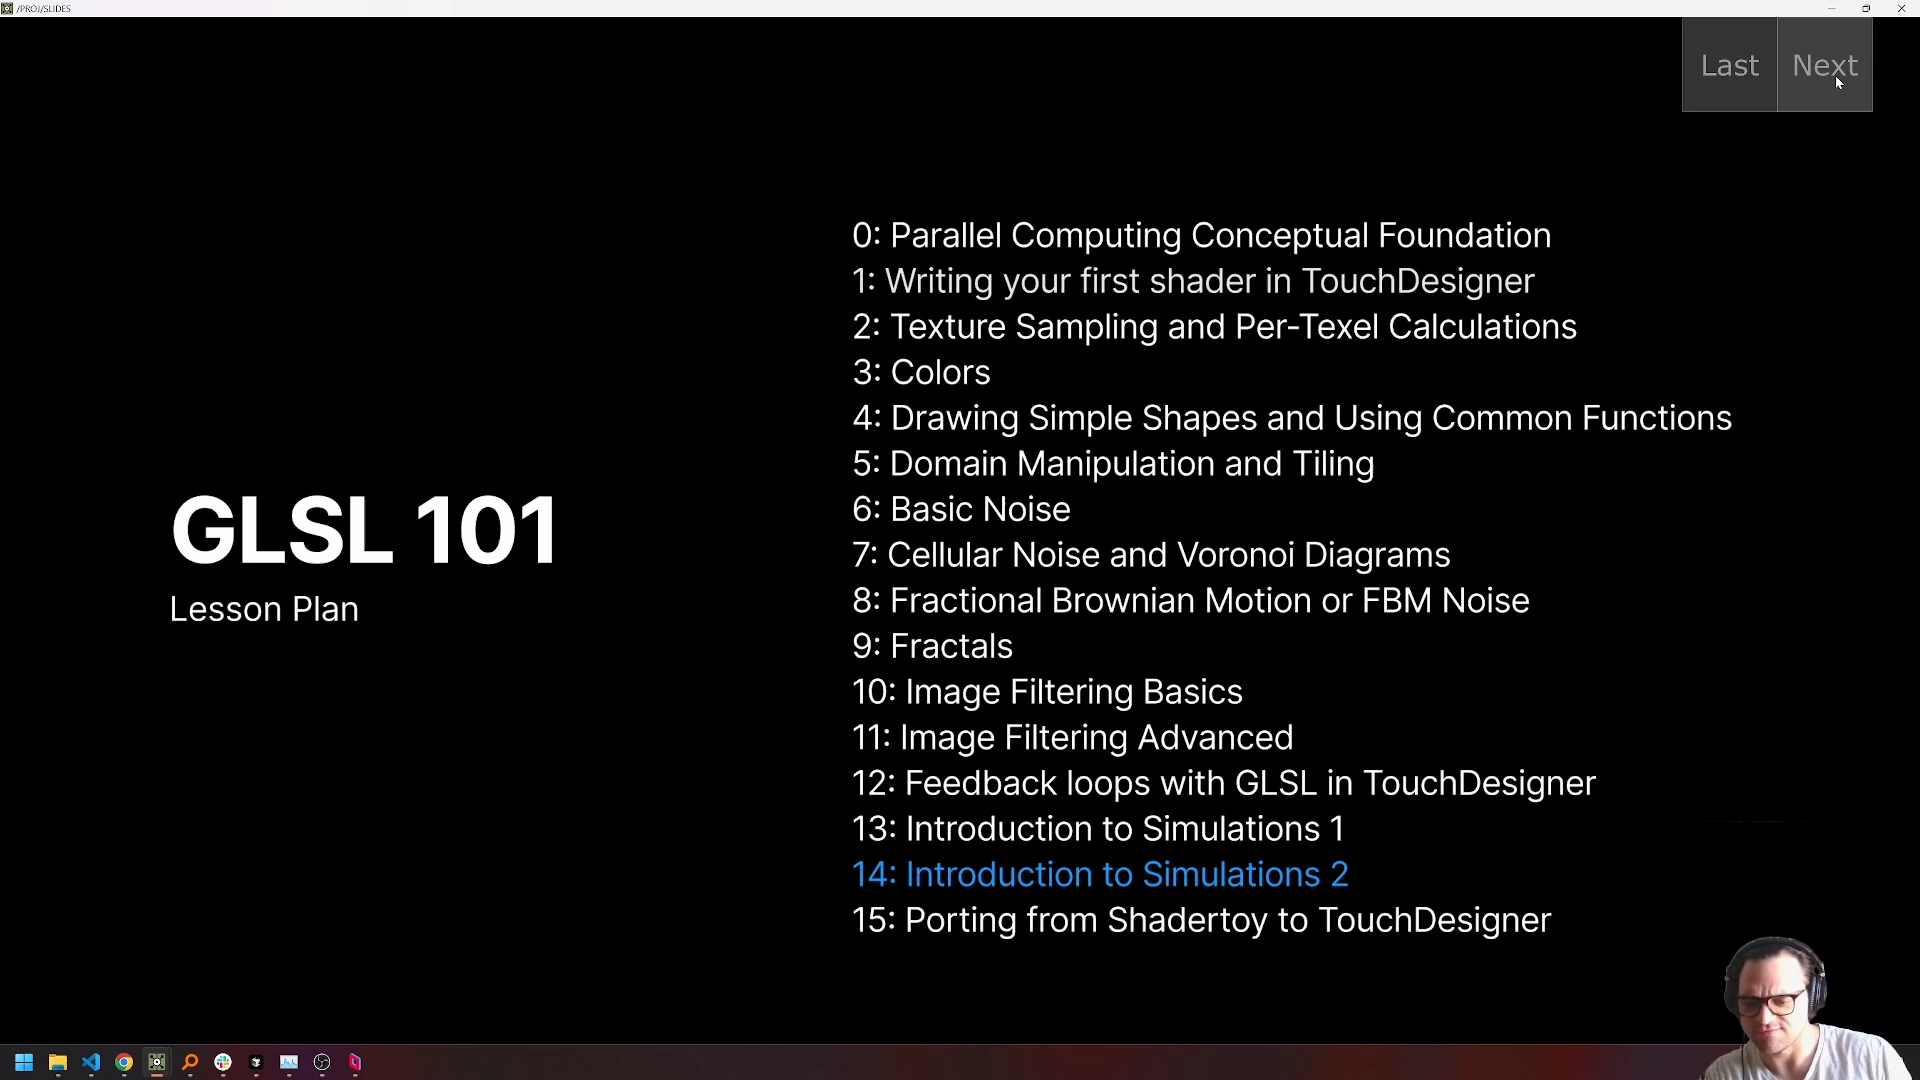 /PROJ/SLIDES
Last Next
0: Parallel Computing Conceptual Foundation
1: Writing your first shader in TouchDesigner
2: Texture Sampling and Per-Texel Calculations
3: Colors
4: Drawing Simple Shapes and Using Common Functions
5: Domain Manipulation and Tiling
6: Basic Noise
7: Cellular Noise and Voronoi Diagrams
8: Fractional Brownian Motion or FBM Noise
9: Fractals
10: Image Filtering Basics
11: Image Filtering Advanced
12: Feedback loops with GLSL in TouchDesigner
13: Introduction to Simulations 1
14: Introduction to Simulations 2
15: Porting from Shadertoy to TouchDesigner
GLSL 101
Lesson Plan